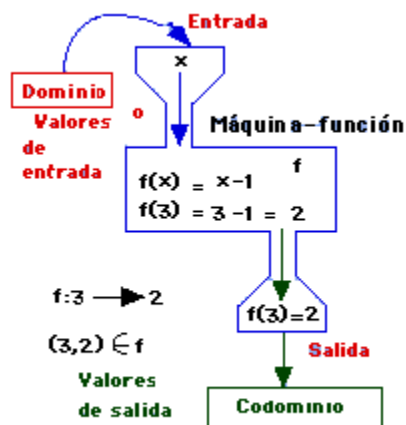 Entrada
x
Dominio
o
Valores
de
entrada
Máquina-función
f
f(x) = x-1
f(3) = 3-1 = 2
f:3 → 2
f(3)=2
(3,2) ∈ f
Salida
Valores
de salida
Codominio